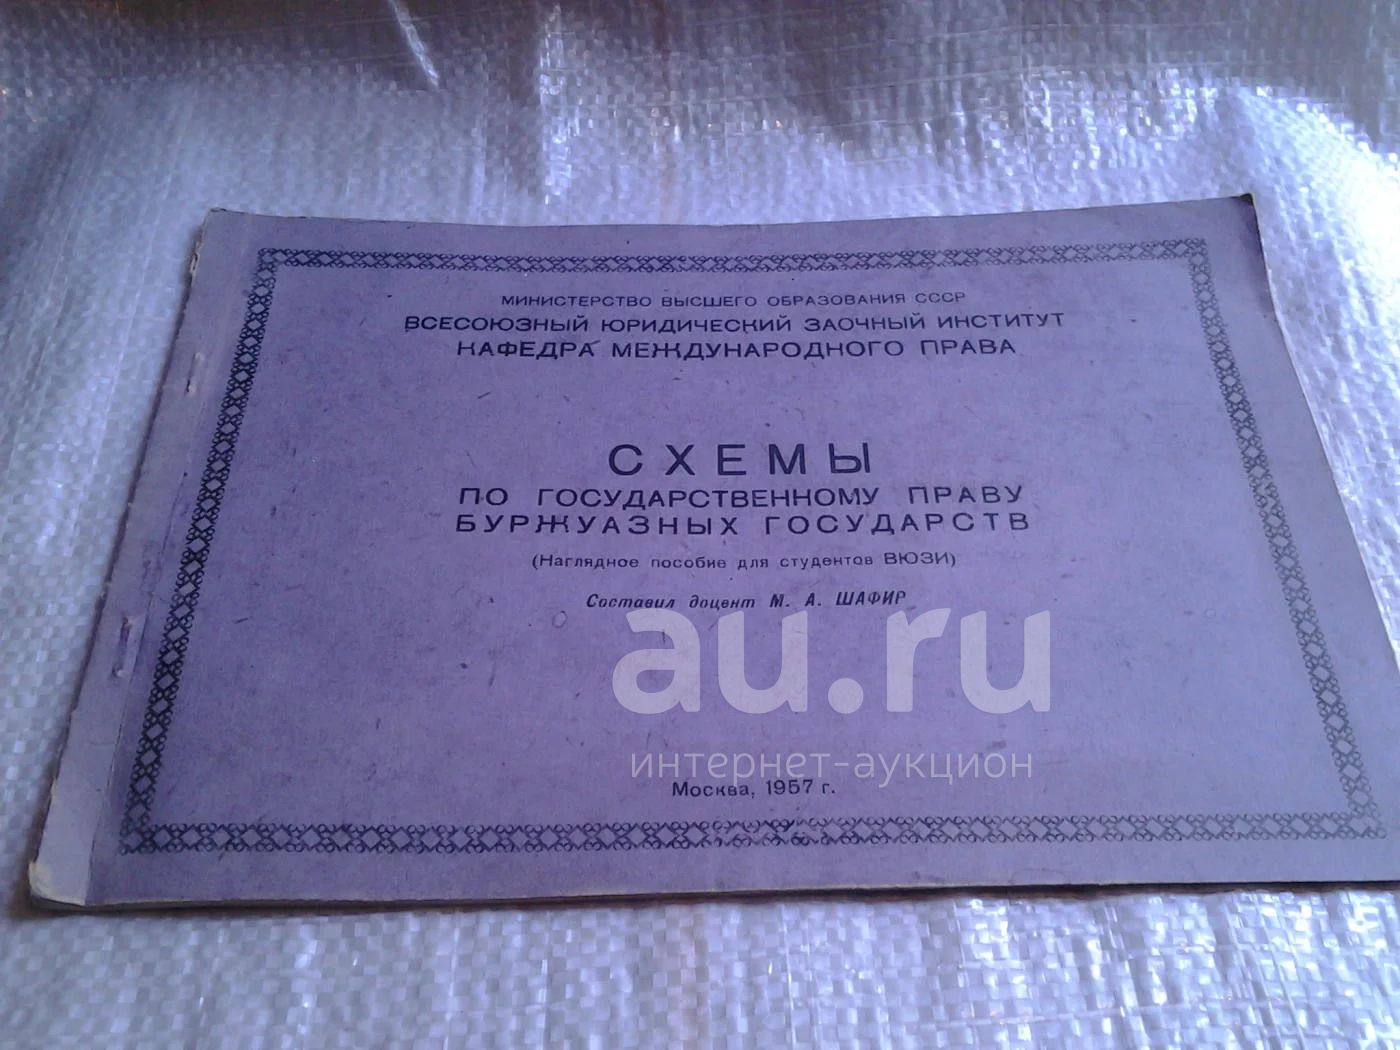 МИНИСТЕРСТВО ВЫСШЕГО ОБРАЗОВАНИЯ СССР
ВСЕСОЮЗНЫЙ ЮРИДИЧЕСКИЙ ЗАОЧНЫЙ ИНСТИТУТ
КАФЕДРА МЕЖДУНАРОДНОГО ПРАВА
СХЕМЫ
ПО ГОСУДАРСТВЕННОМУ ПРАВУ
БУРЖУАЗНЫХ ГОСУДАРСТВ
(Наглядное пособие для студентов ВЮЗИ)
Составил доцент М. А. ШАФИР
au.ru
интернет-аукцион
Москва, 1957 г.